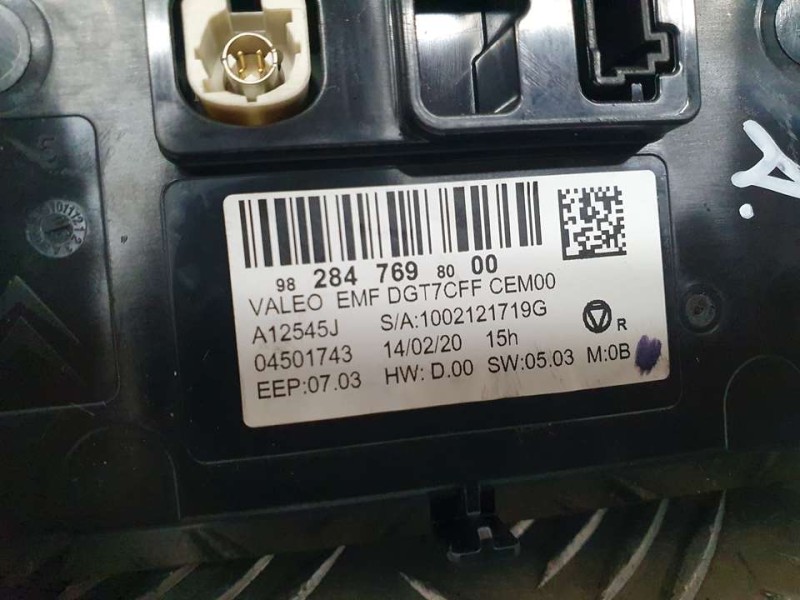 98 284 769 80 00
VALEO EMF DGT7CFF CEM00
A12545J S/A:1002121719G
04501743 14/02/20 15h
R
EEP:07.03 HW: D.00 SW:05.03 M:0B
A.